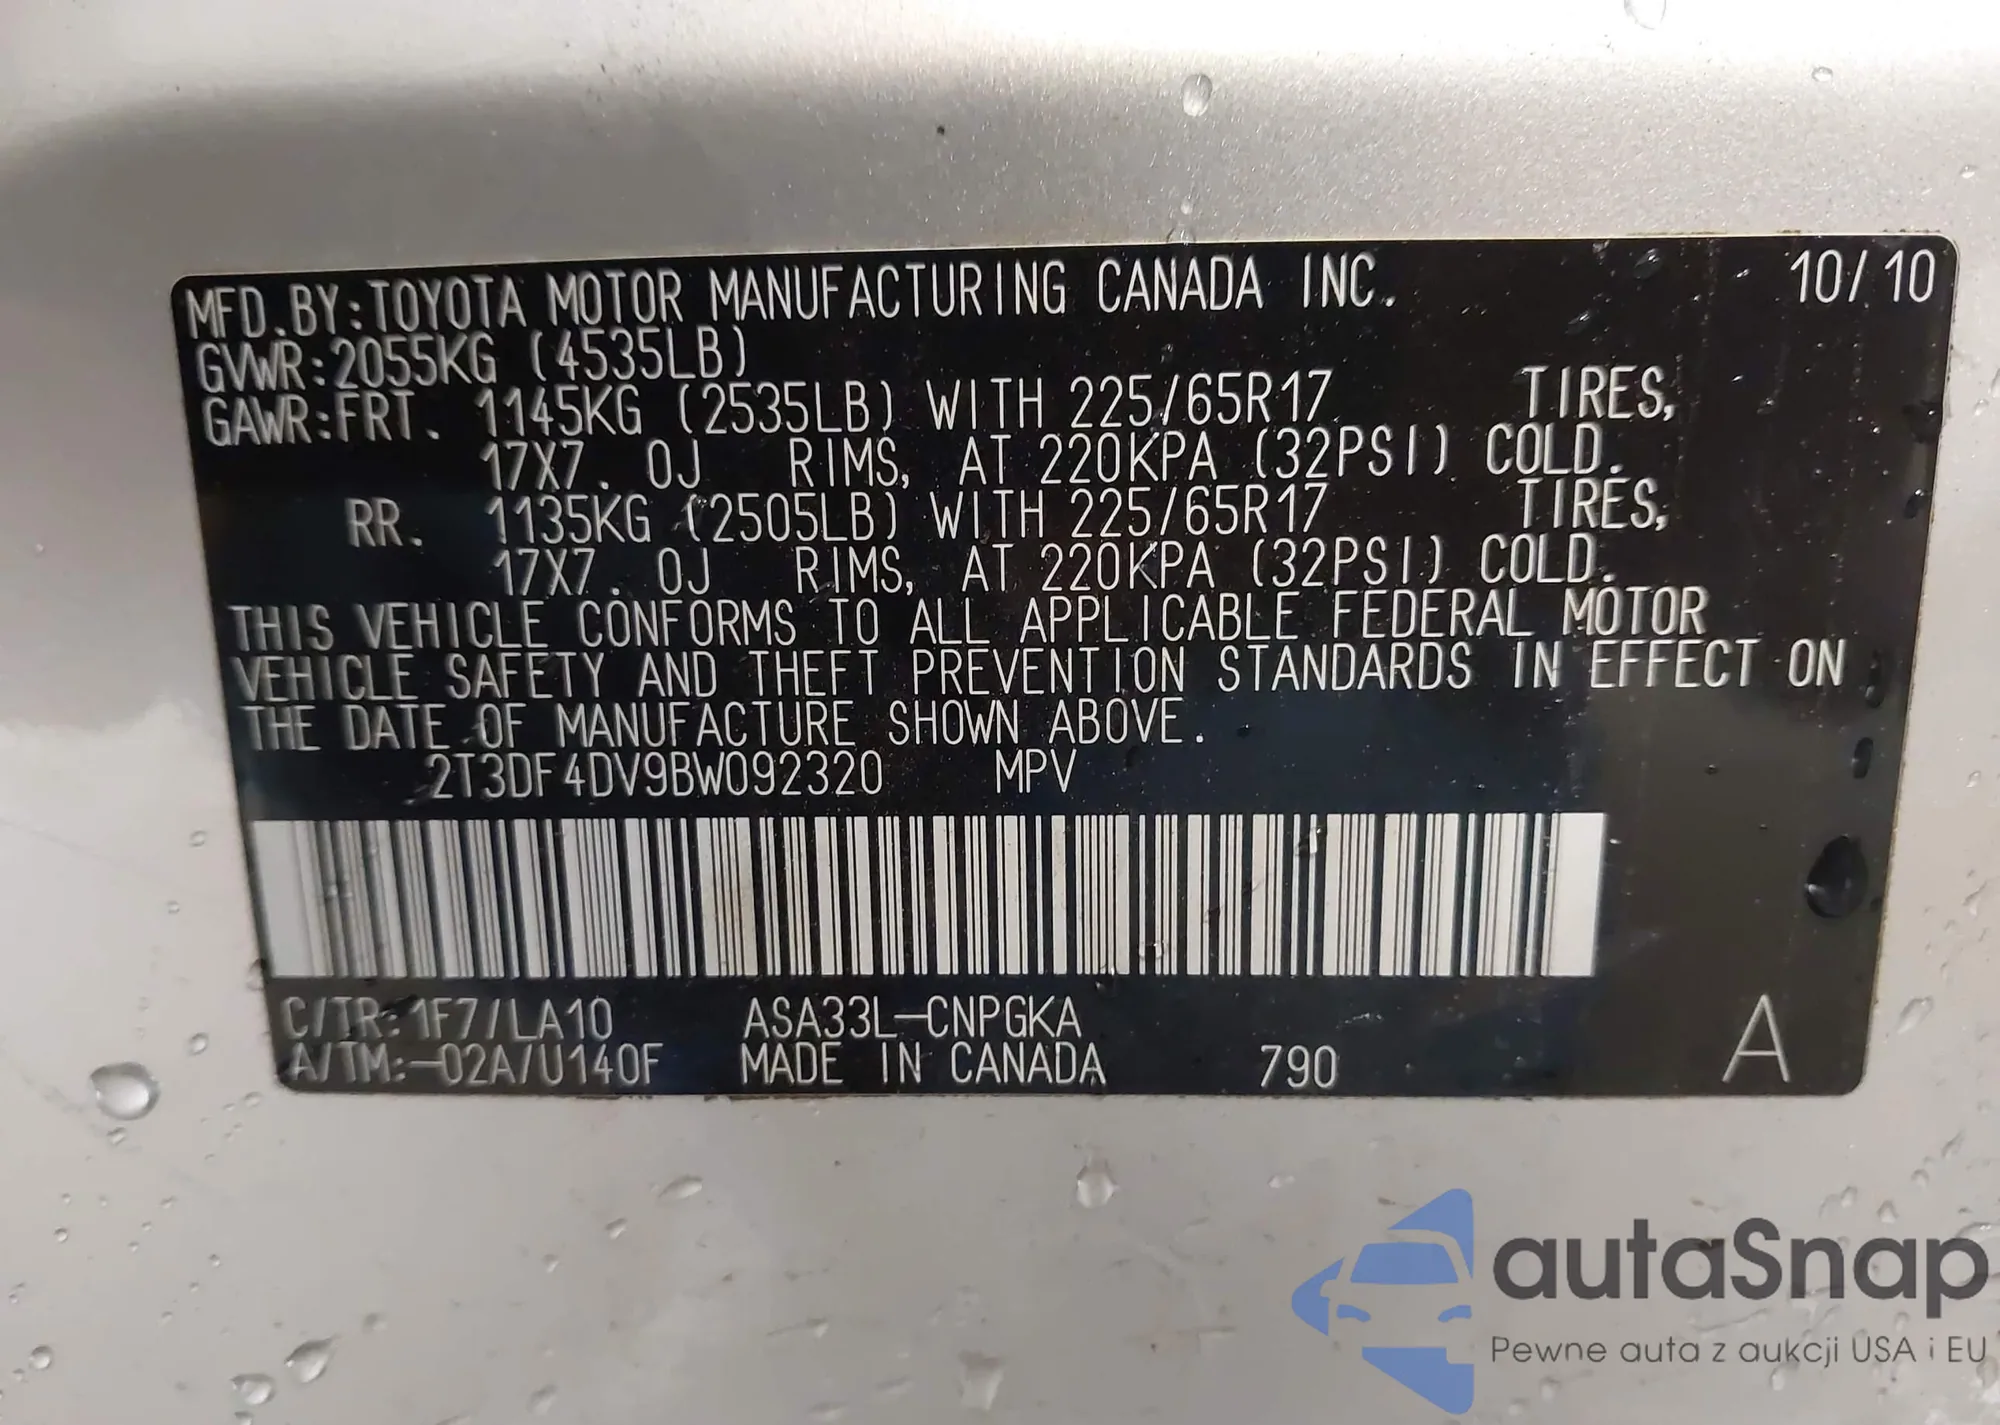 MFD.BY:TOYOTA MOTOR MANUFACTURING CANADA INC. 10/10
GVWR:2055KG (4535LB)
GAWR:FRT. 1145KG (2535LB) WITH 225/65R17 TIRES,
17X7.0J RIMS, AT 220KPA (32PSI) COLD.
RR. 1135KG (2505LB) WITH 225/65R17 TIRES,
17X7.0J RIMS, AT 220KPA (32PSI) COLD.
THIS VEHICLE CONFORMS TO ALL APPLICABLE FEDERAL MOTOR
VEHICLE SAFETY AND THEFT PREVENTION STANDARDS IN EFFECT ON
THE DATE OF MANUFACTURE SHOWN ABOVE.
2T3DF4DV9BW092320 MPV
C/TR:1F7/LA10 ASA33L-CNPGKA
A/TM:-02A/U140F MADE IN CANADA 790 A
autaSnap
Pewne auta z aukcji USA i EU